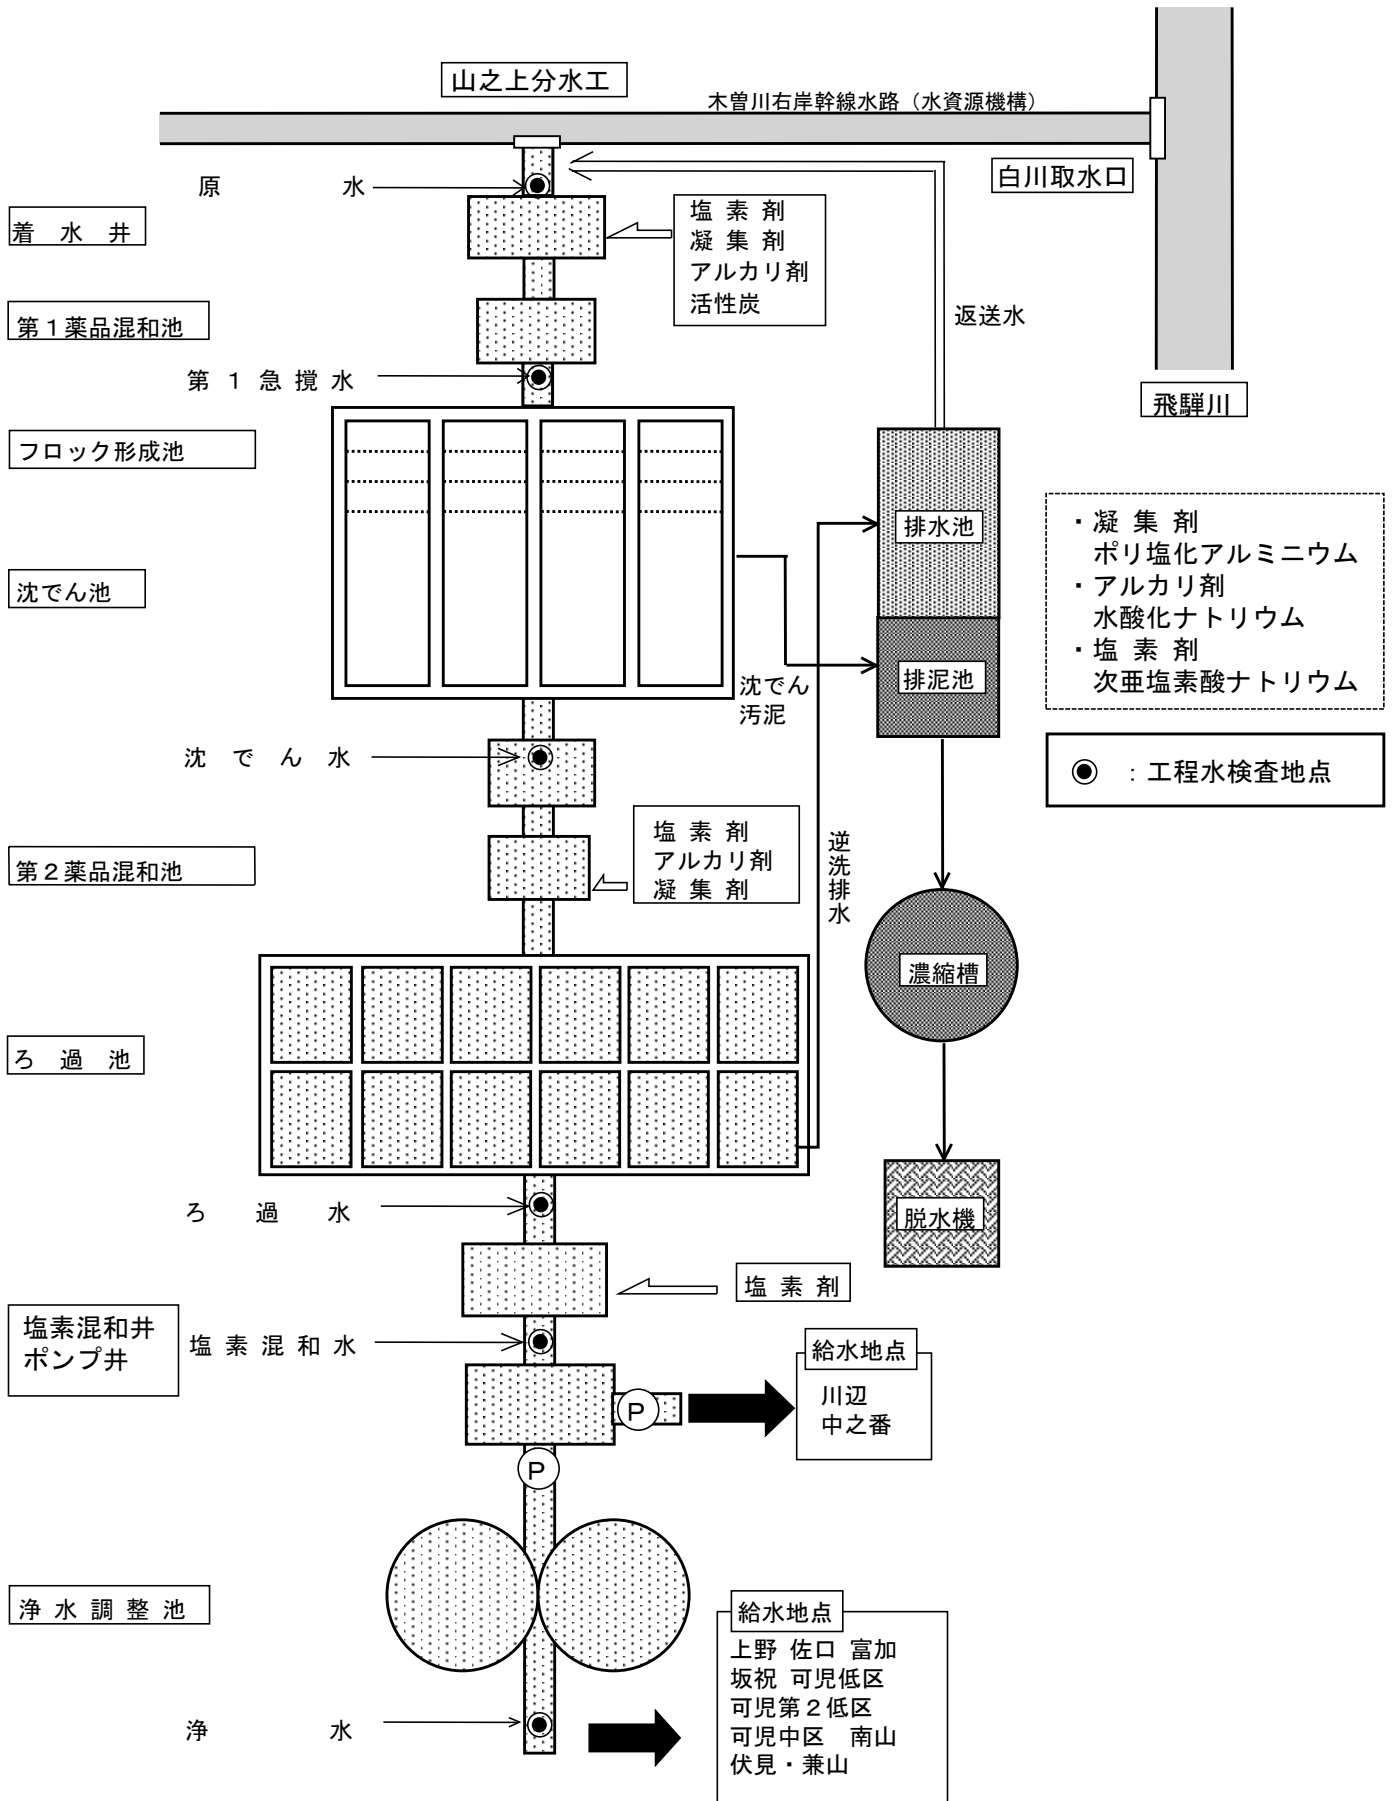 山之上分水工
木曽川右岸幹線水路（水資源機構）
白川取水口
原　水
着　水　井
塩 素 剤
凝 集 剤
アルカリ剤
活性炭
返送水
第１薬品混和池
第 １ 急 撹 水
飛騨川
フロック形成池
排水池
・凝 集 剤
ポリ塩化アルミニウム
・アルカリ剤
水酸化ナトリウム
・塩 素 剤
次亜塩素酸ナトリウム
沈でん池
排泥池
沈でん
汚泥
沈 で ん 水
：工程水検査地点
塩 素 剤
アルカリ剤
凝 集 剤
逆洗排水
第２薬品混和池
濃縮槽
ろ　過　池
ろ　過　水
脱水機
塩 素 剤
塩素混和井
ポンプ井
塩 素 混 和 水
給水地点
川辺
中之番
P
P
浄 水 調 整 池
給水地点
上野 佐口 富加
坂祝 可児低区
可児第２低区
可児中区　南山
伏見・兼山
浄　水